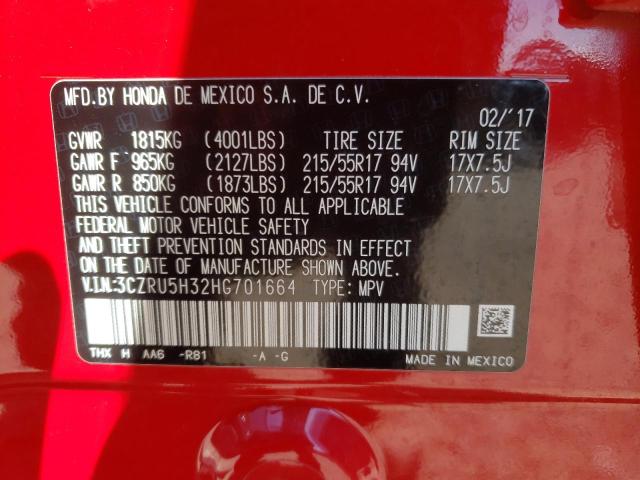 MFD.BY HONDA DE MEXICO S.A. DE C.V.
02/'17
GVWR 1815KG (4001LBS) TIRE SIZE RIM SIZE
GAWR F 965KG (2127LBS) 215/55R17 94V 17X7.5J
GAWR R 850KG (1873LBS) 215/55R17 94V 17X7.5J
THIS VEHICLE CONFORMS TO ALL APPLICABLE
FEDERAL MOTOR VEHICLE SAFETY
AND THEFT PREVENTION STANDARDS IN EFFECT
ON THE DATE OF MANUFACTURE SHOWN ABOVE.
V.I.N:3CZRU5H32HG701664 TYPE: MPV
THX H AA6 -R81 -A -G
MADE IN MEXICO